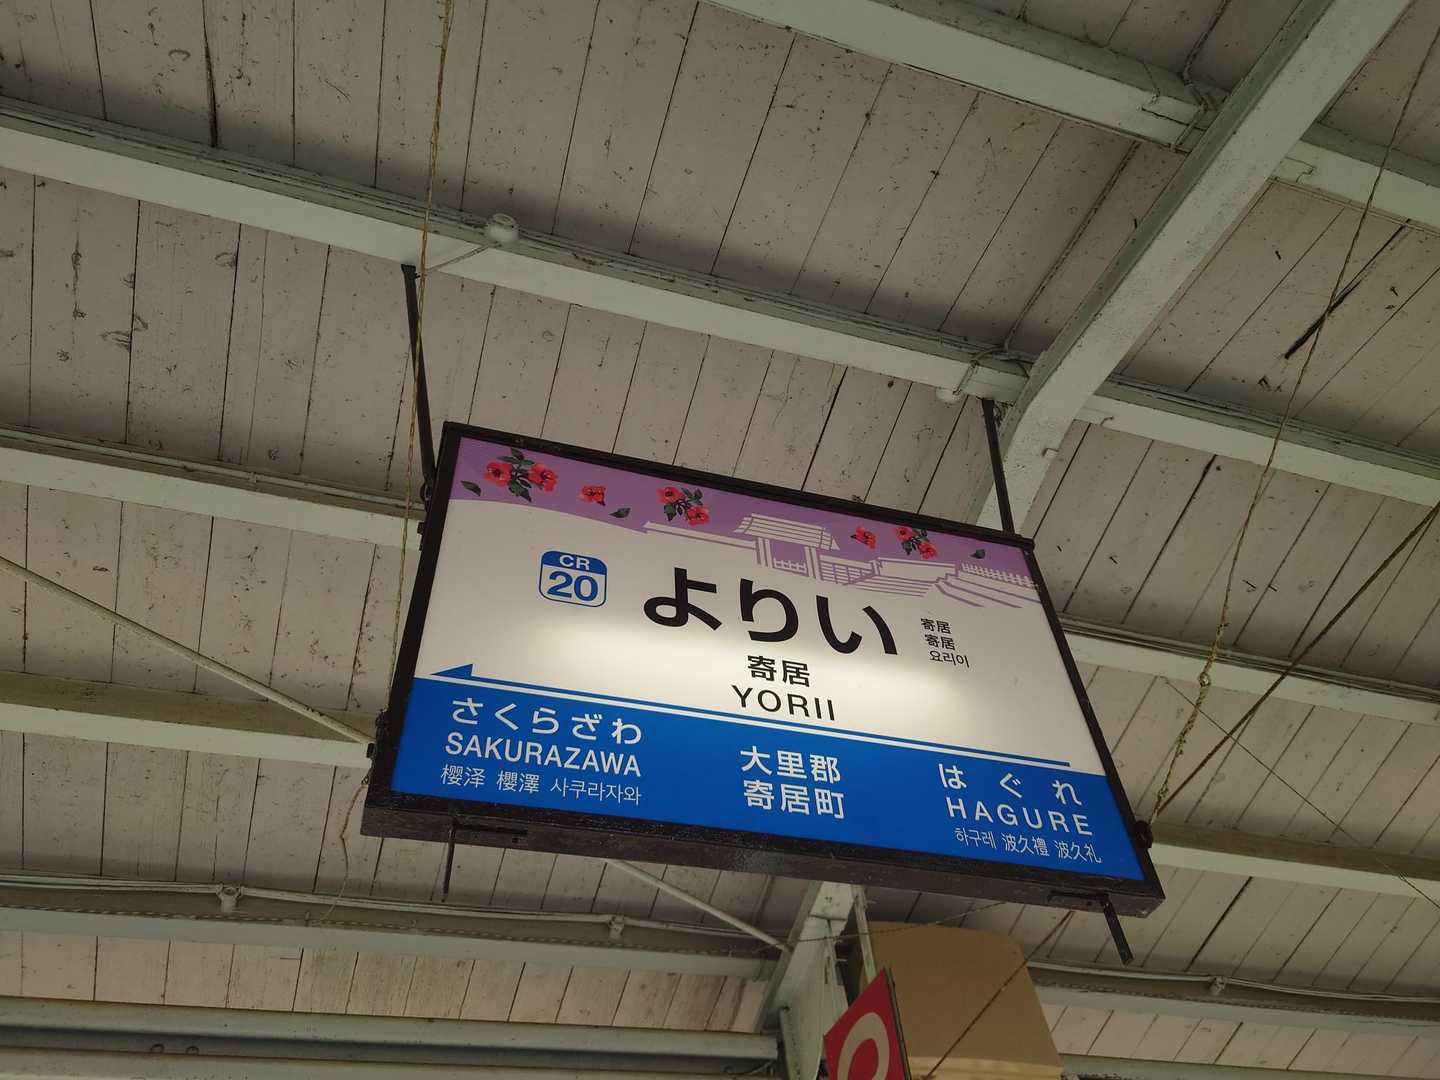 CR
20
よりい
寄居
YORII
寄居
寄居
요리이
さくらざわ
SAKURAZAWA
樱泽 櫻澤 사쿠라자와
大里郡
寄居町
はぐれ
HAGURE
하구레 波久禮 波久礼